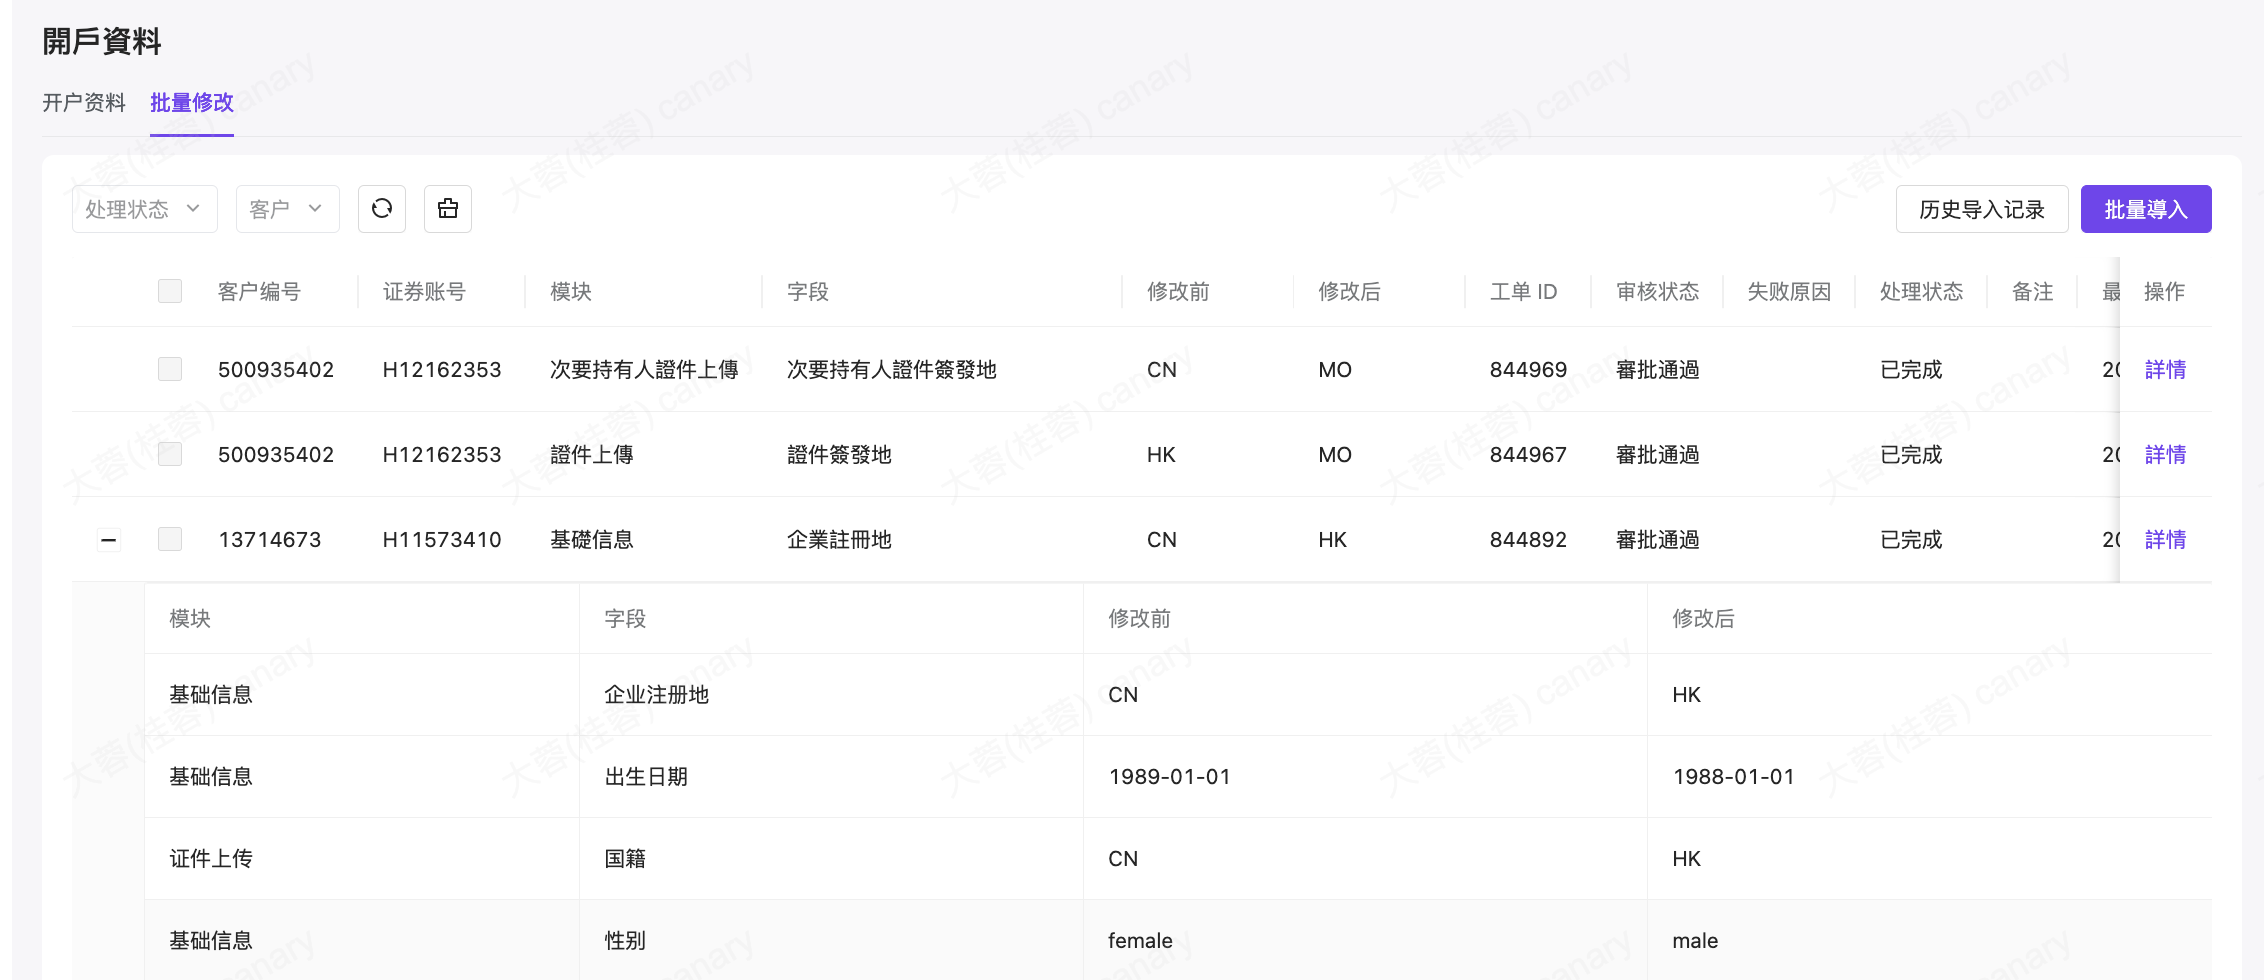 開戶資料
开户资料 批量修改
处理状态 客户 历史导入记录 批量導入
客户编号 证券账号 模块 字段 修改前 修改后 工单 ID 审核状态 失败原因 处理状态 备注 最 操作
500935402 H12162353 次要持有人證件上傳 次要持有人證件簽發地 CN MO 844969 審批通過 已完成 20 詳情
500935402 H12162353 證件上傳 證件簽發地 HK MO 844967 審批通過 已完成 20 詳情
13714673 H11573410 基礎信息 企業註冊地 CN HK 844892 審批通過 已完成 20 詳情
模块 字段 修改前 修改后
基础信息 企业注册地 CN HK
基础信息 出生日期 1989-01-01 1988-01-01
证件上传 国籍 CN HK
基础信息 性别 female male
大蓉(桂蓉) canary